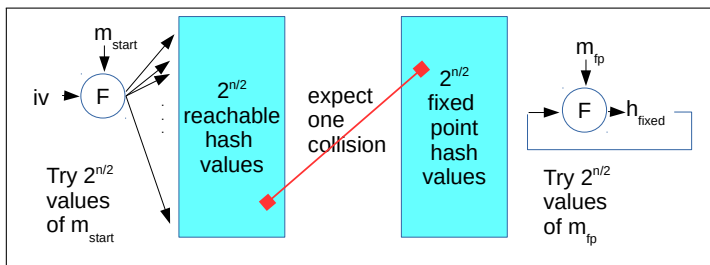 m_start
iv
F
Try 2^n/2
values
of m_start
2^n/2
reachable
hash
values
expect
one
collision
2^n/2
fixed
point
hash
values
m_fp
F
h_fixed
Try 2^n/2
values
of m_fp